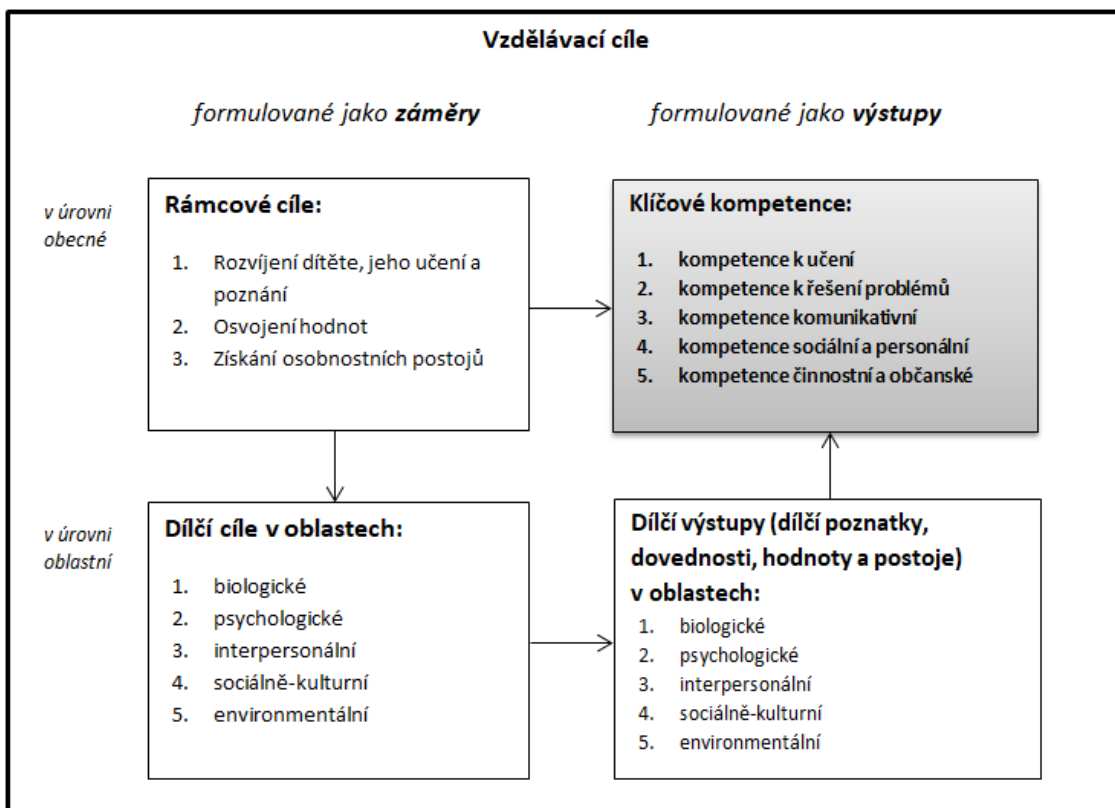 Vzdělávací cíle
formulované jako záměry
formulované jako výstupy
v úrovni
obecné
Rámcové cíle:
1. Rozvíjení dítěte, jeho učení a
poznání
2. Osvojení hodnot
3. Získání osobnostních postojů
Klíčové kompetence:
1. kompetence k učení
2. kompetence k řešení problémů
3. kompetence komunikativní
4. kompetence sociální a personální
5. kompetence činnostní a občanské
v úrovni
oblastní
Dílčí cíle v oblastech:
1. biologické
2. psychologické
3. interpersonální
4. sociálně-kulturní
5. environmentální
Dílčí výstupy (dílčí poznatky,
dovednosti, hodnoty a postoje)
v oblastech:
1. biologické
2. psychologické
3. interpersonální
4. sociálně-kulturní
5. environmentální